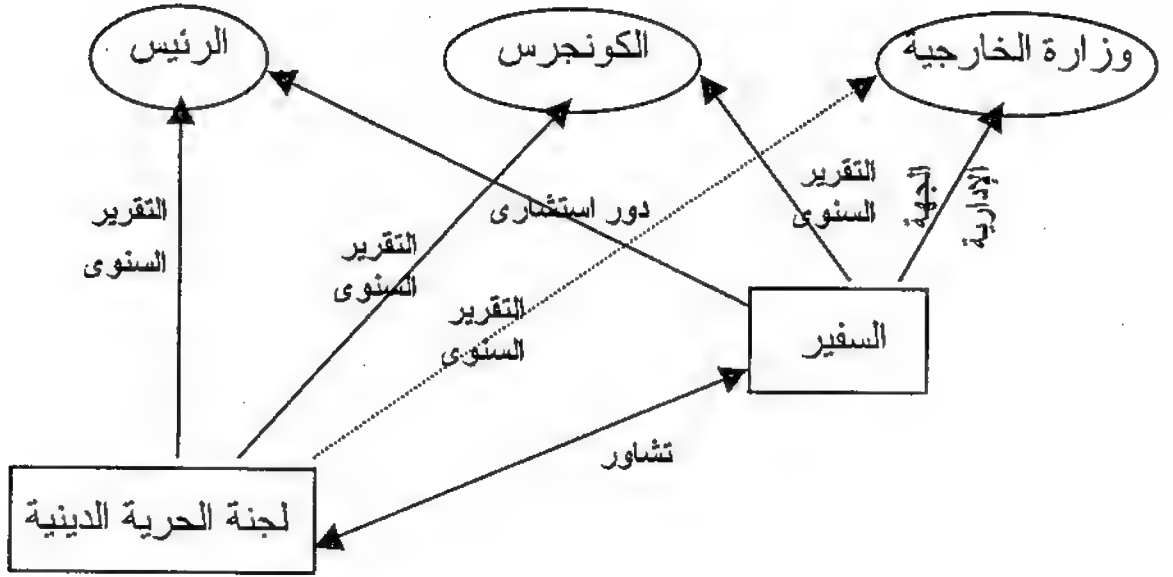 الرئيس
الكونجرس
وزارة الخارجية
التقرير
السنوى
التقرير
السنوى
التقرير
السنوى
دور استشارى
التقرير
السنوى
الجهة
الإدارية
السفير
تشاور
لجنة الحرية الدينية